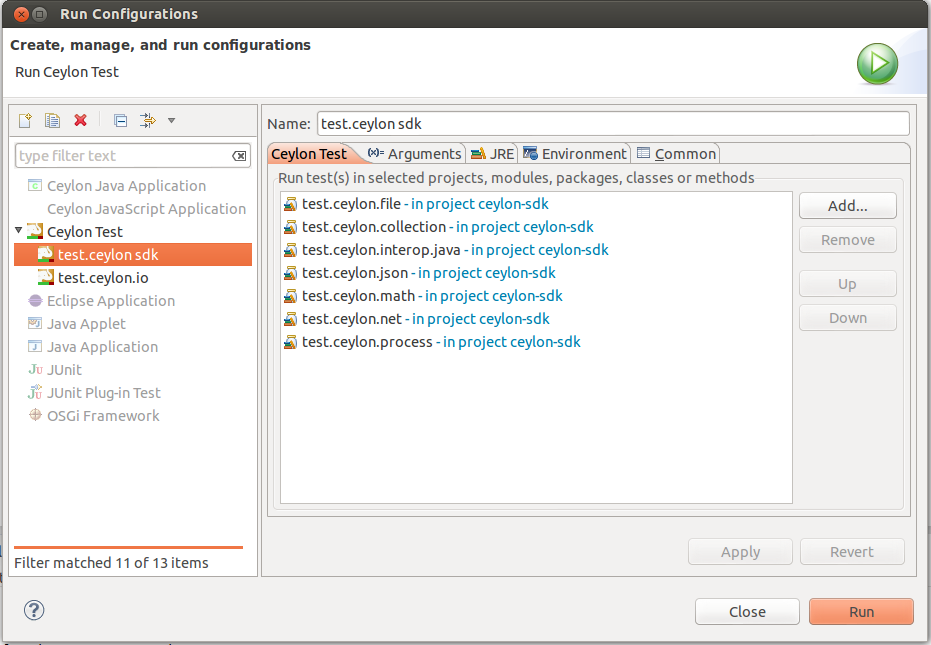 Run Configurations
Create, manage, and run configurations
Run Ceylon Test
type filter text
Ceylon Java Application
Ceylon JavaScript Application
Ceylon Test
test.ceylon sdk
test.ceylon.io
Eclipse Application
Java Applet
Java Application
JUnit
JUnit Plug-in Test
OSGi Framework
Filter matched 11 of 13 items
Name: test.ceylon sdk
Ceylon Test (x)= Arguments JRE Environment Common
Run test(s) in selected projects, modules, packages, classes or methods
test.ceylon.file - in project ceylon-sdk
test.ceylon.collection - in project ceylon-sdk
test.ceylon.interop.java - in project ceylon-sdk
test.ceylon.json - in project ceylon-sdk
test.ceylon.math - in project ceylon-sdk
test.ceylon.net - in project ceylon-sdk
test.ceylon.process - in project ceylon-sdk
Add...
Remove
Up
Down
Apply Revert
Close Run